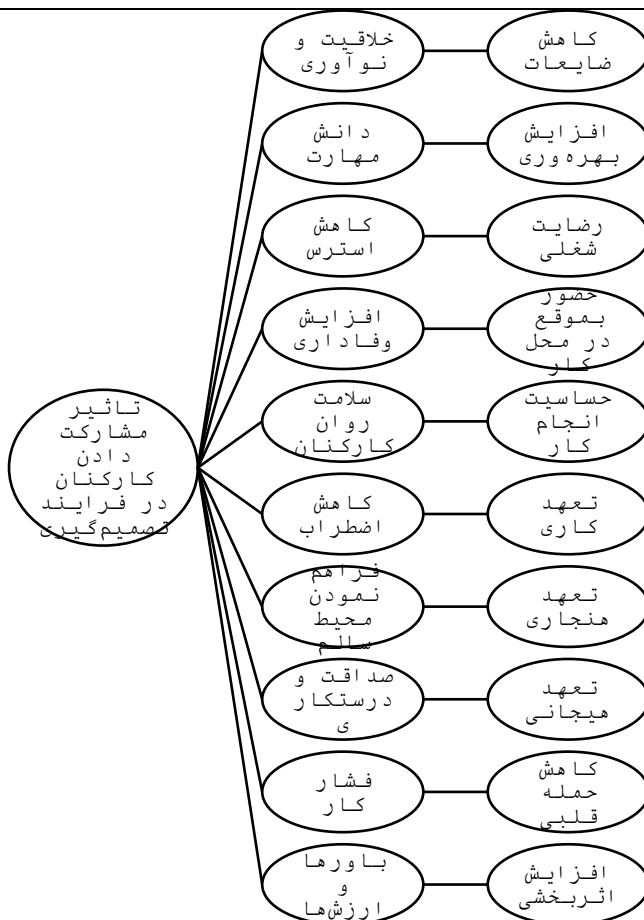 خلاقیت و
نوآوری
کاهش
ضایعات
دانش
مهارت
افزایش
بهره وری
کاهش
استرس
رضایت
شغلی
افزایش
وفاداری
حضور
بموقع
در محل
کار
تاثیر
مشارکت
دادن
کارکنان
در فرایند
تصمیم‌گیری
سلامت
روان
کارکنان
حساسیت
انجام
کار
کاهش
اضطراب
تعهد
کاری
فراهم
نمودن
محیط
سالم
تعهد
هنجاری
صداقت و
درستکار
ی
تعهد
هیجانی
فشار
کار
کاهش
حمله
قلبی
باورها
و
ارزش‌ها
افزایش
اثربخشی